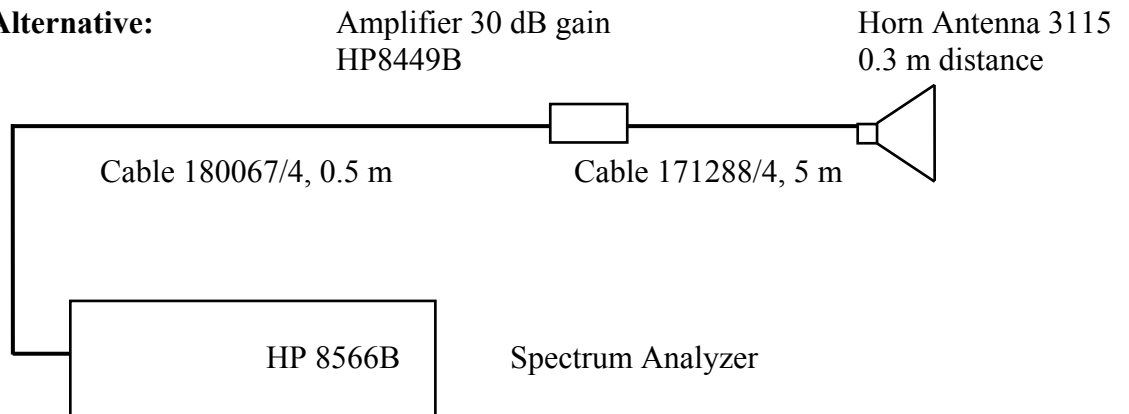 Amplifier 30 dB gain
HP8449B
Horn Antenna 3115
0.3 m distance
lternative:
Cable 180067/4, 0.5 m
Cable 171288/4, 5 m
HP 8566B
Spectrum Analyzer